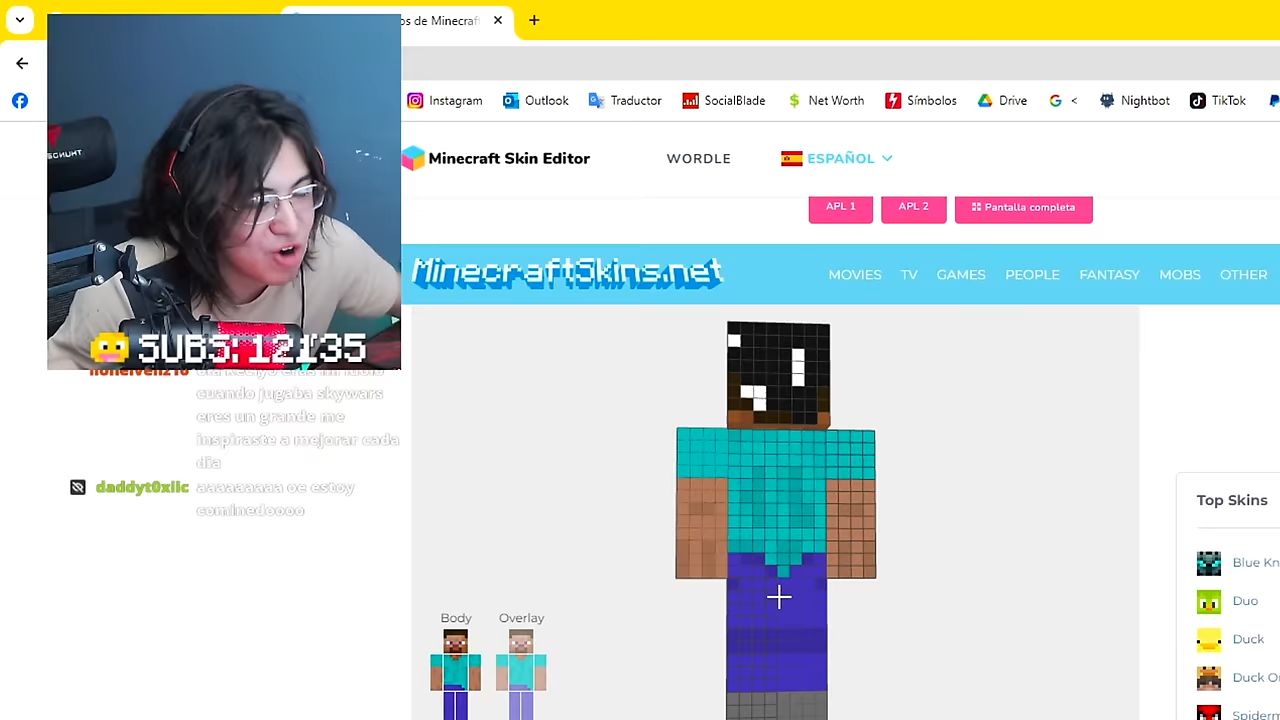 os de Minecraft
Instagram
Outlook
Traductor
SocialBlade
Net Worth
Símbolos
Drive
<
Nightbot
TikTok
Minecraft Skin Editor
WORDLE
ESPAÑOL
APL 1
APL 2
Pantalla completa
MinecraftSkins.net
MOVIES
TV
GAMES
PEOPLE
FANTASY
MOBS
OTHER
SUBS: 12135
cuando jugaba skywars
eres un grande me
inspiraste a mejorar cada
dia
daddyt0xiic aaaaaaaaa oe estoy
comInedoooo
Body
Overlay
Top Skins
Blue Kn
Duo
Duck
Duck O
Spiderm